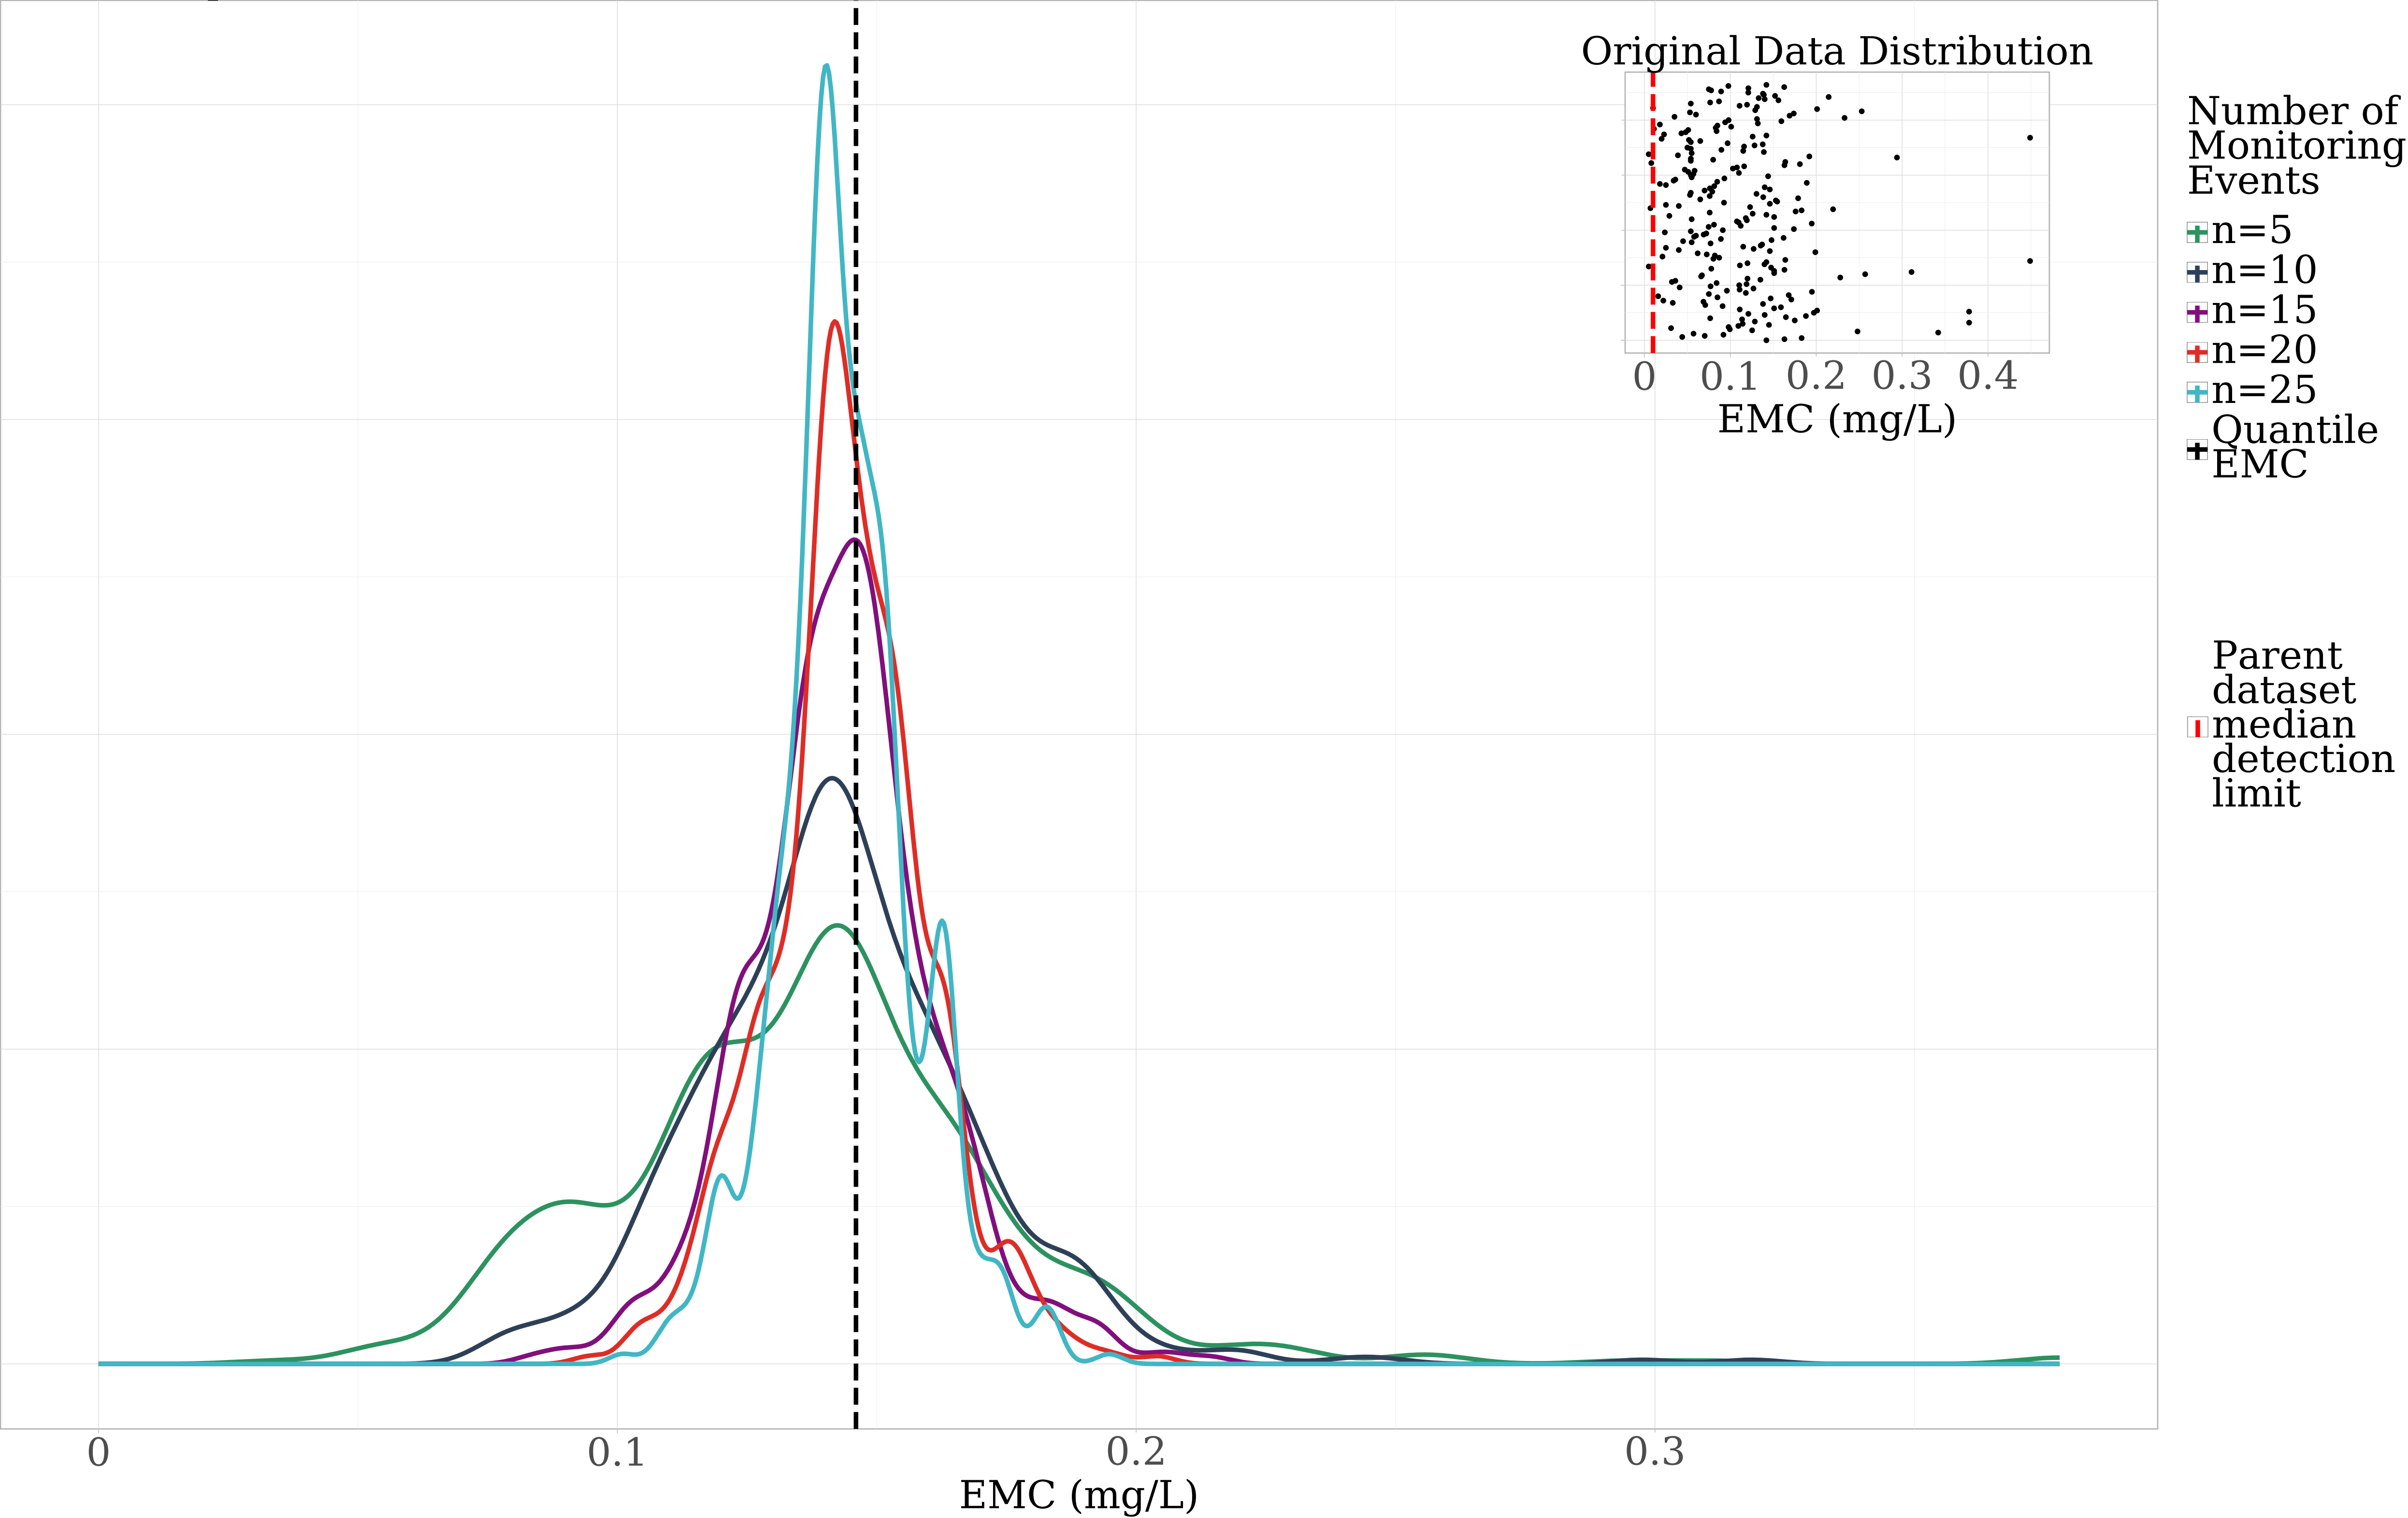 Original Data Distribution
0 0.1 0.2 0.3 0.4
EMC (mg/L)
Number of
Monitoring
Events
n=5
n=10
n=15
n=20
n=25
Quantile
EMC
Parent
dataset
median
detection
limit
0 0.1 0.2 0.3
EMC (mg/L)